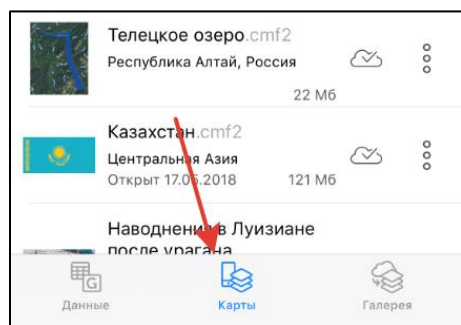 Телецкое озеро.cmf2
Республика Алтай, Россия
22 Мб
Казахстан.cmf2
Центральная Азия
Открыт 17.05.2018 121 Мб
Наводнения в Луизиане
после урагана
G
Данные Карты Галерея